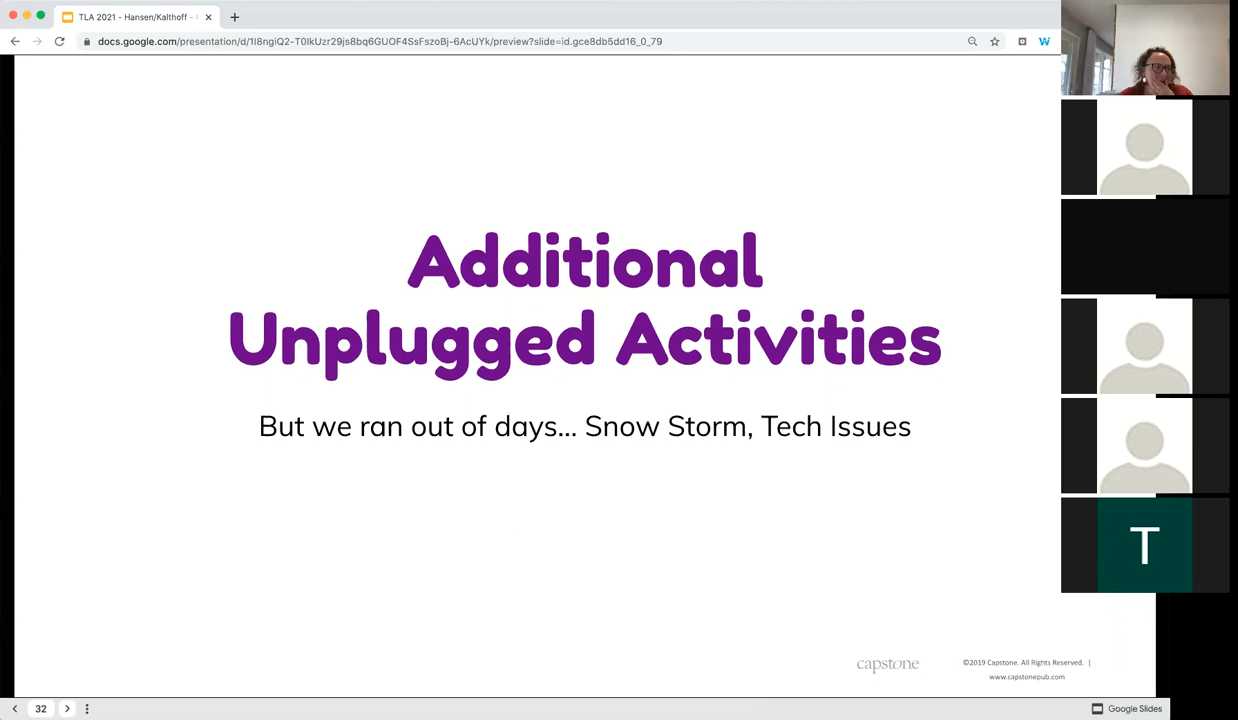 TLA 2021 - Hansen/Kalthoff -
docs.google.com/presentation/d/1I8ngiQ2-T0IkUzr29js8bq6GUOF4SsFszoBj-6AcUYk/preview?slide=id.gce8db5dd16_0_79
W
Additional
Unplugged Activities
But we ran out of days... Snow Storm, Tech Issues
T
capstone
©2019 Capstone. All Rights Reserved. |
www.capstonepub.com
32
Google Slides